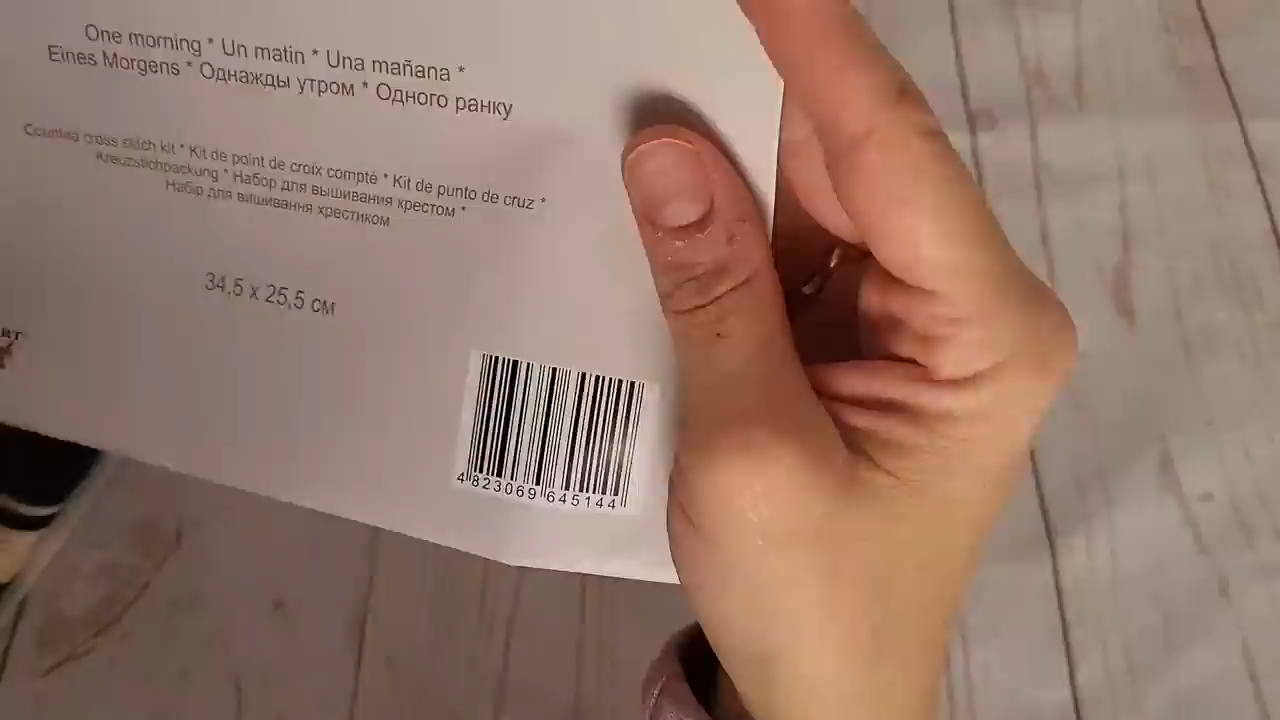 One morning * Un matin * Una mañana *
Eines Morgens * Однажды утром * Одного ранку
Counted cross stitch kit * Kit de point de croix compté * Kit de punto de cruz *
Kreuzstichpackung * Набор для вышивания крестом *
Набір для вишивання хрестиком
34,5 x 25,5 см
4823069645144